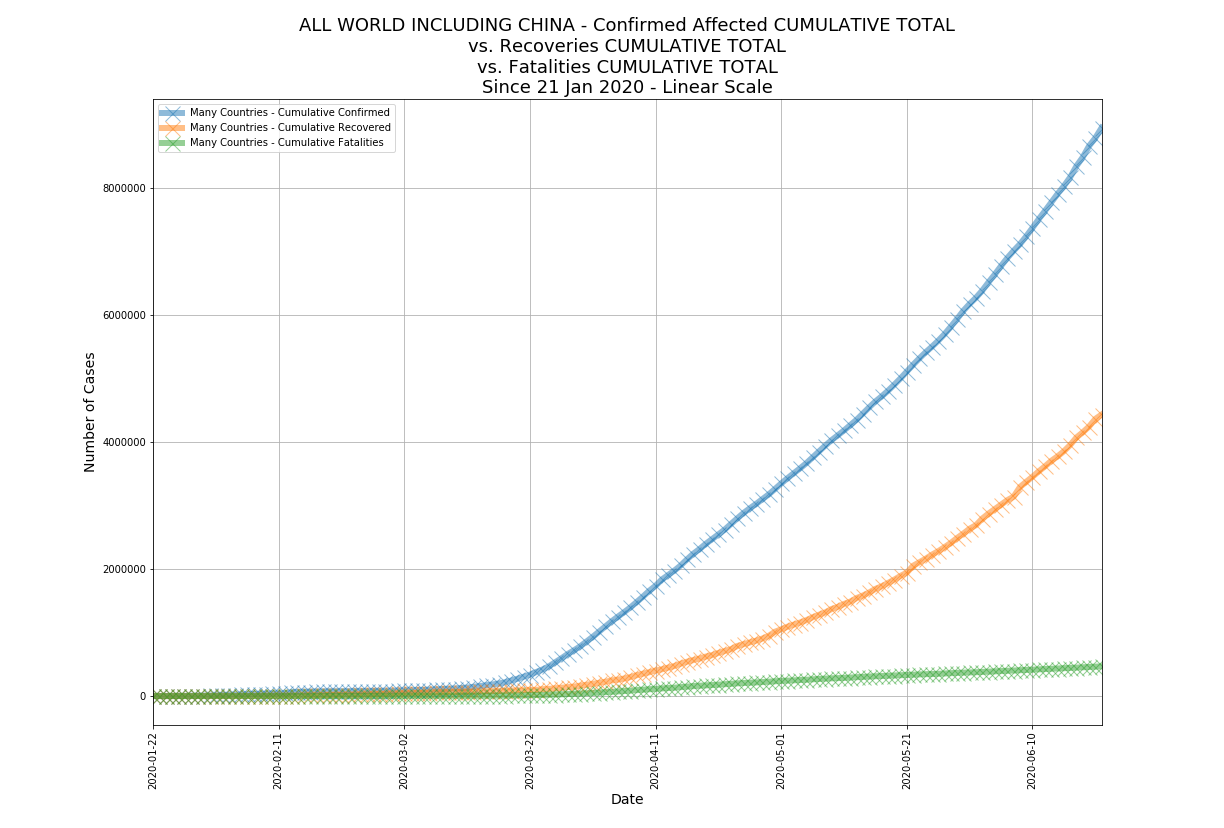 ALL WORLD INCLUDING CHINA - Confirmed Affected CUMULATIVE TOTAL
vs. Recoveries CUMULATIVE TOTAL
vs. Fatalities CUMULATIVE TOTAL
Since 21 Jan 2020 - Linear Scale
Many Countries - Cumulative Confirmed
Many Countries - Cumulative Recovered
Many Countries - Cumulative Fatalities
Number of Cases
8000000
6000000
4000000
2000000
0
2020-01-22
2020-02-11
2020-03-02
2020-03-22
2020-04-11
2020-05-01
2020-05-21
2020-06-10
Date